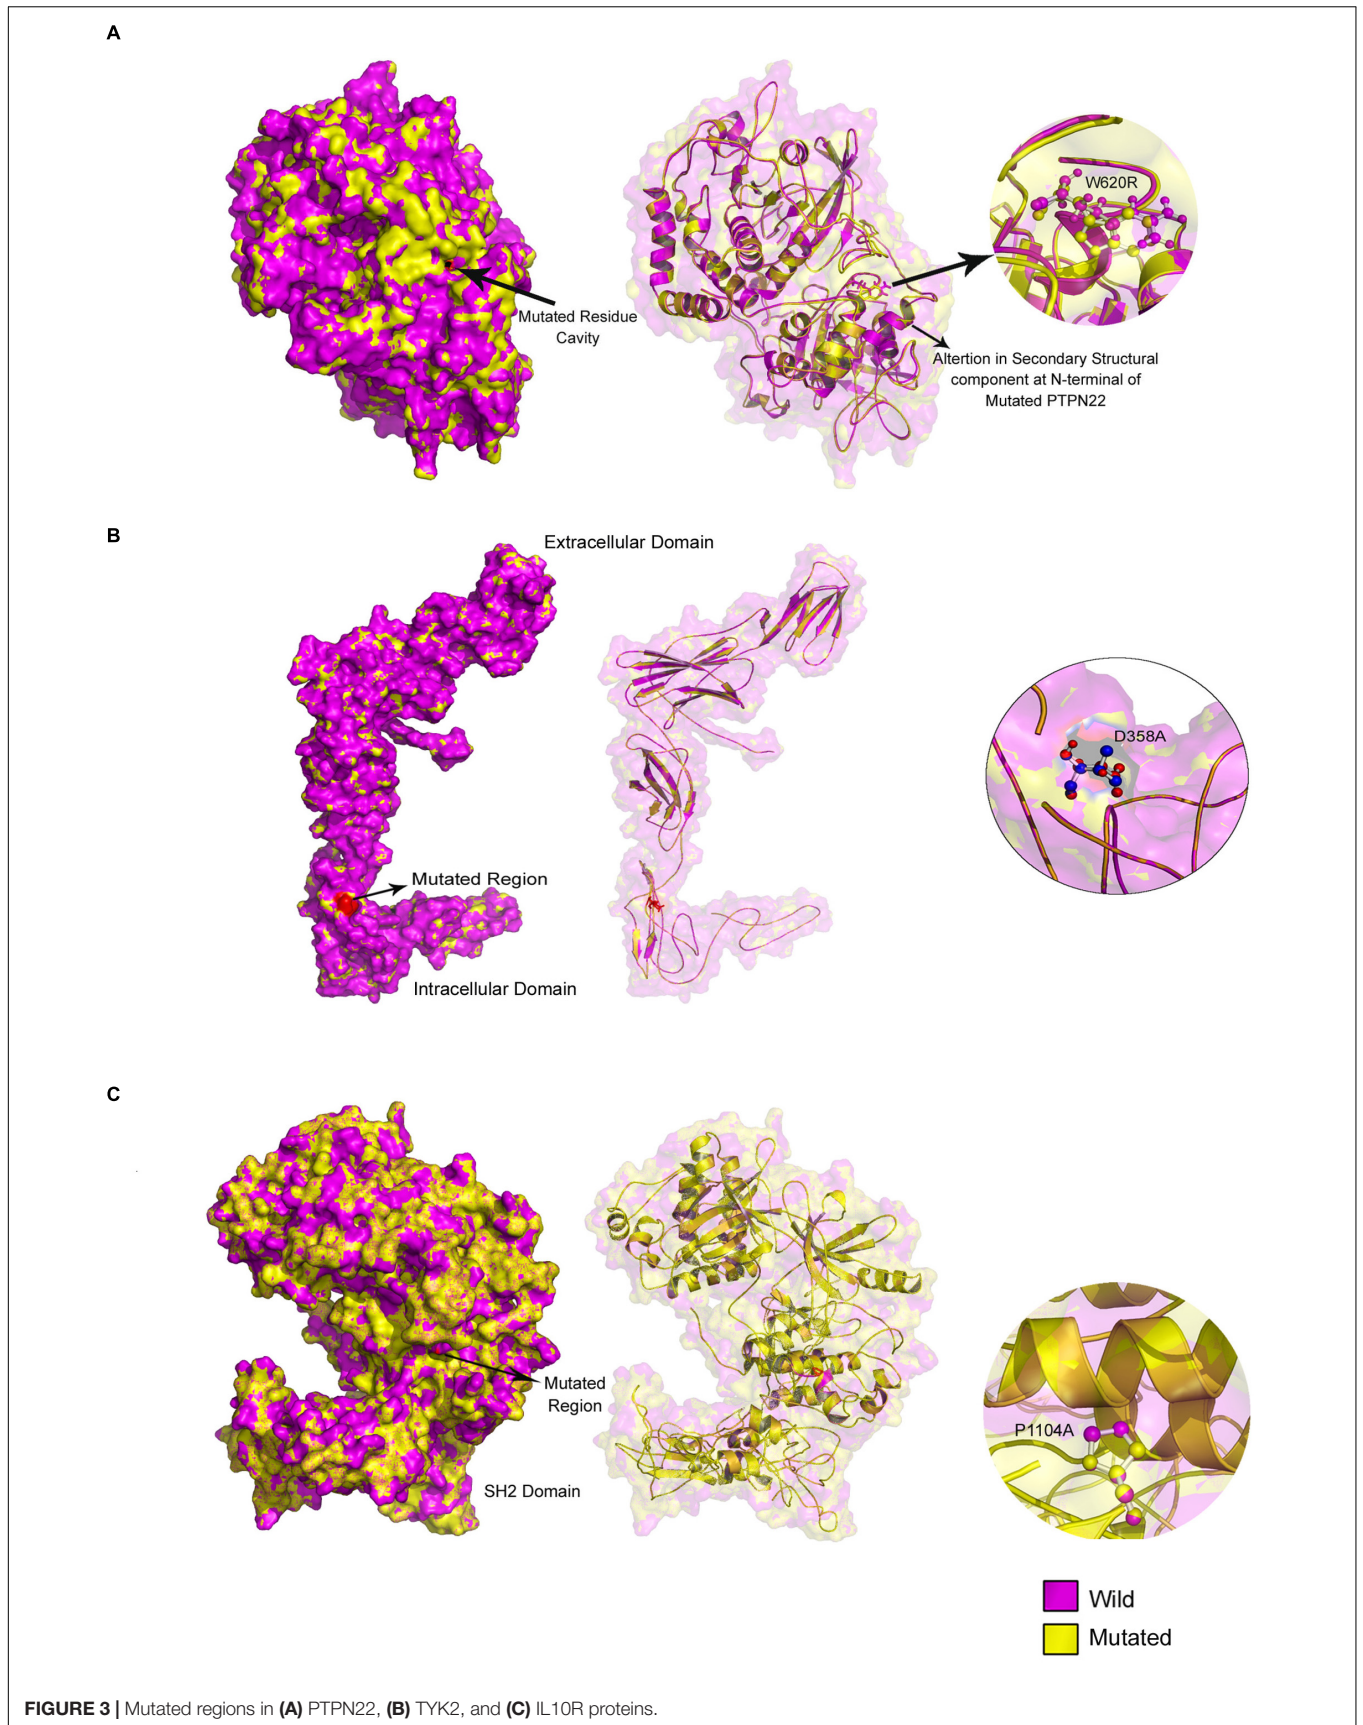 A
W620R
Mutated Residue
Cavity
Altertion in Secondary Structural
component at N-terminal of
Mutated PTPN22
B
Extracellular Domain
D358A
Mutated Region
Intracellular Domain
C
Mutated
Region
P1104A
SH2 Domain
Wild
Mutated
FIGURE 3 | Mutated regions in (A) PTPN22, (B) TYK2, and (C) IL10R proteins.